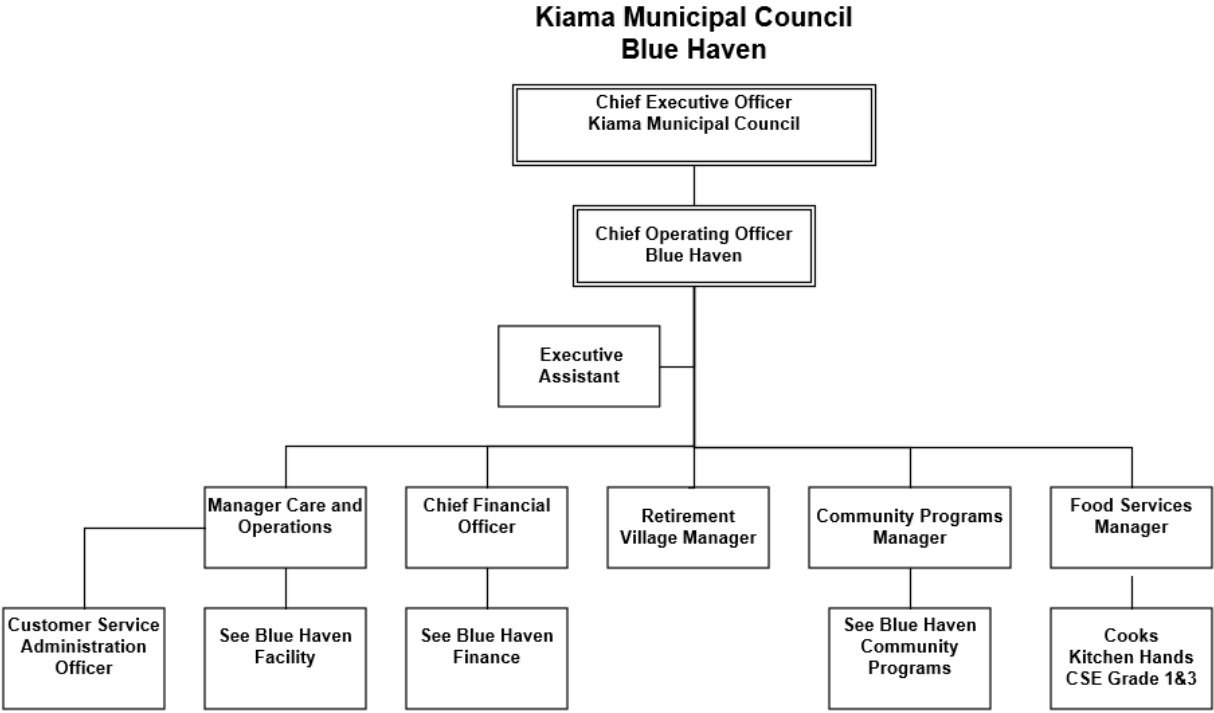 Kiama Municipal Council
Blue Haven
Chief Executive Officer
Kiama Municipal Council
Chief Operating Officer
Blue Haven
Executive
Assistant
Manager Care and
Operations
Chief Financial
Officer
Retirement
Village Manager
Community Programs
Manager
Food Services
Manager
Customer Service
Administration
Officer
See Blue Haven
Facility
See Blue Haven
Finance
See Blue Haven
Community
Programs
Cooks
Kitchen Hands
CSE Grade 1&3